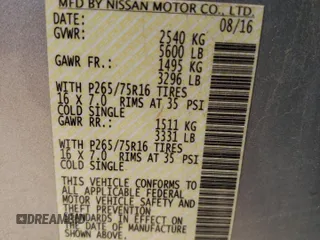 MFD BY NISSAN MOTOR CO., LTD.
DATE: 08/16
GVWR: 2540 KG
5600 LB
GAWR FR.: 1495 KG
3296 LB
WITH P265/75R16 TIRES
16 X 7.0 RIMS AT 35 PSI
COLD SINGLE
GAWR RR.: 1511 KG
3331 LB
WITH P265/75R16 TIRES
16 X 7.0 RIMS AT 35 PSI
COLD SINGLE
THIS VEHICLE CONFORMS TO
ALL APPLICABLE FEDERAL
MOTOR VEHICLE SAFETY AND
THEFT PREVENTION
STANDARDS IN EFFECT ON
THE DATE OF MANUFACTURE